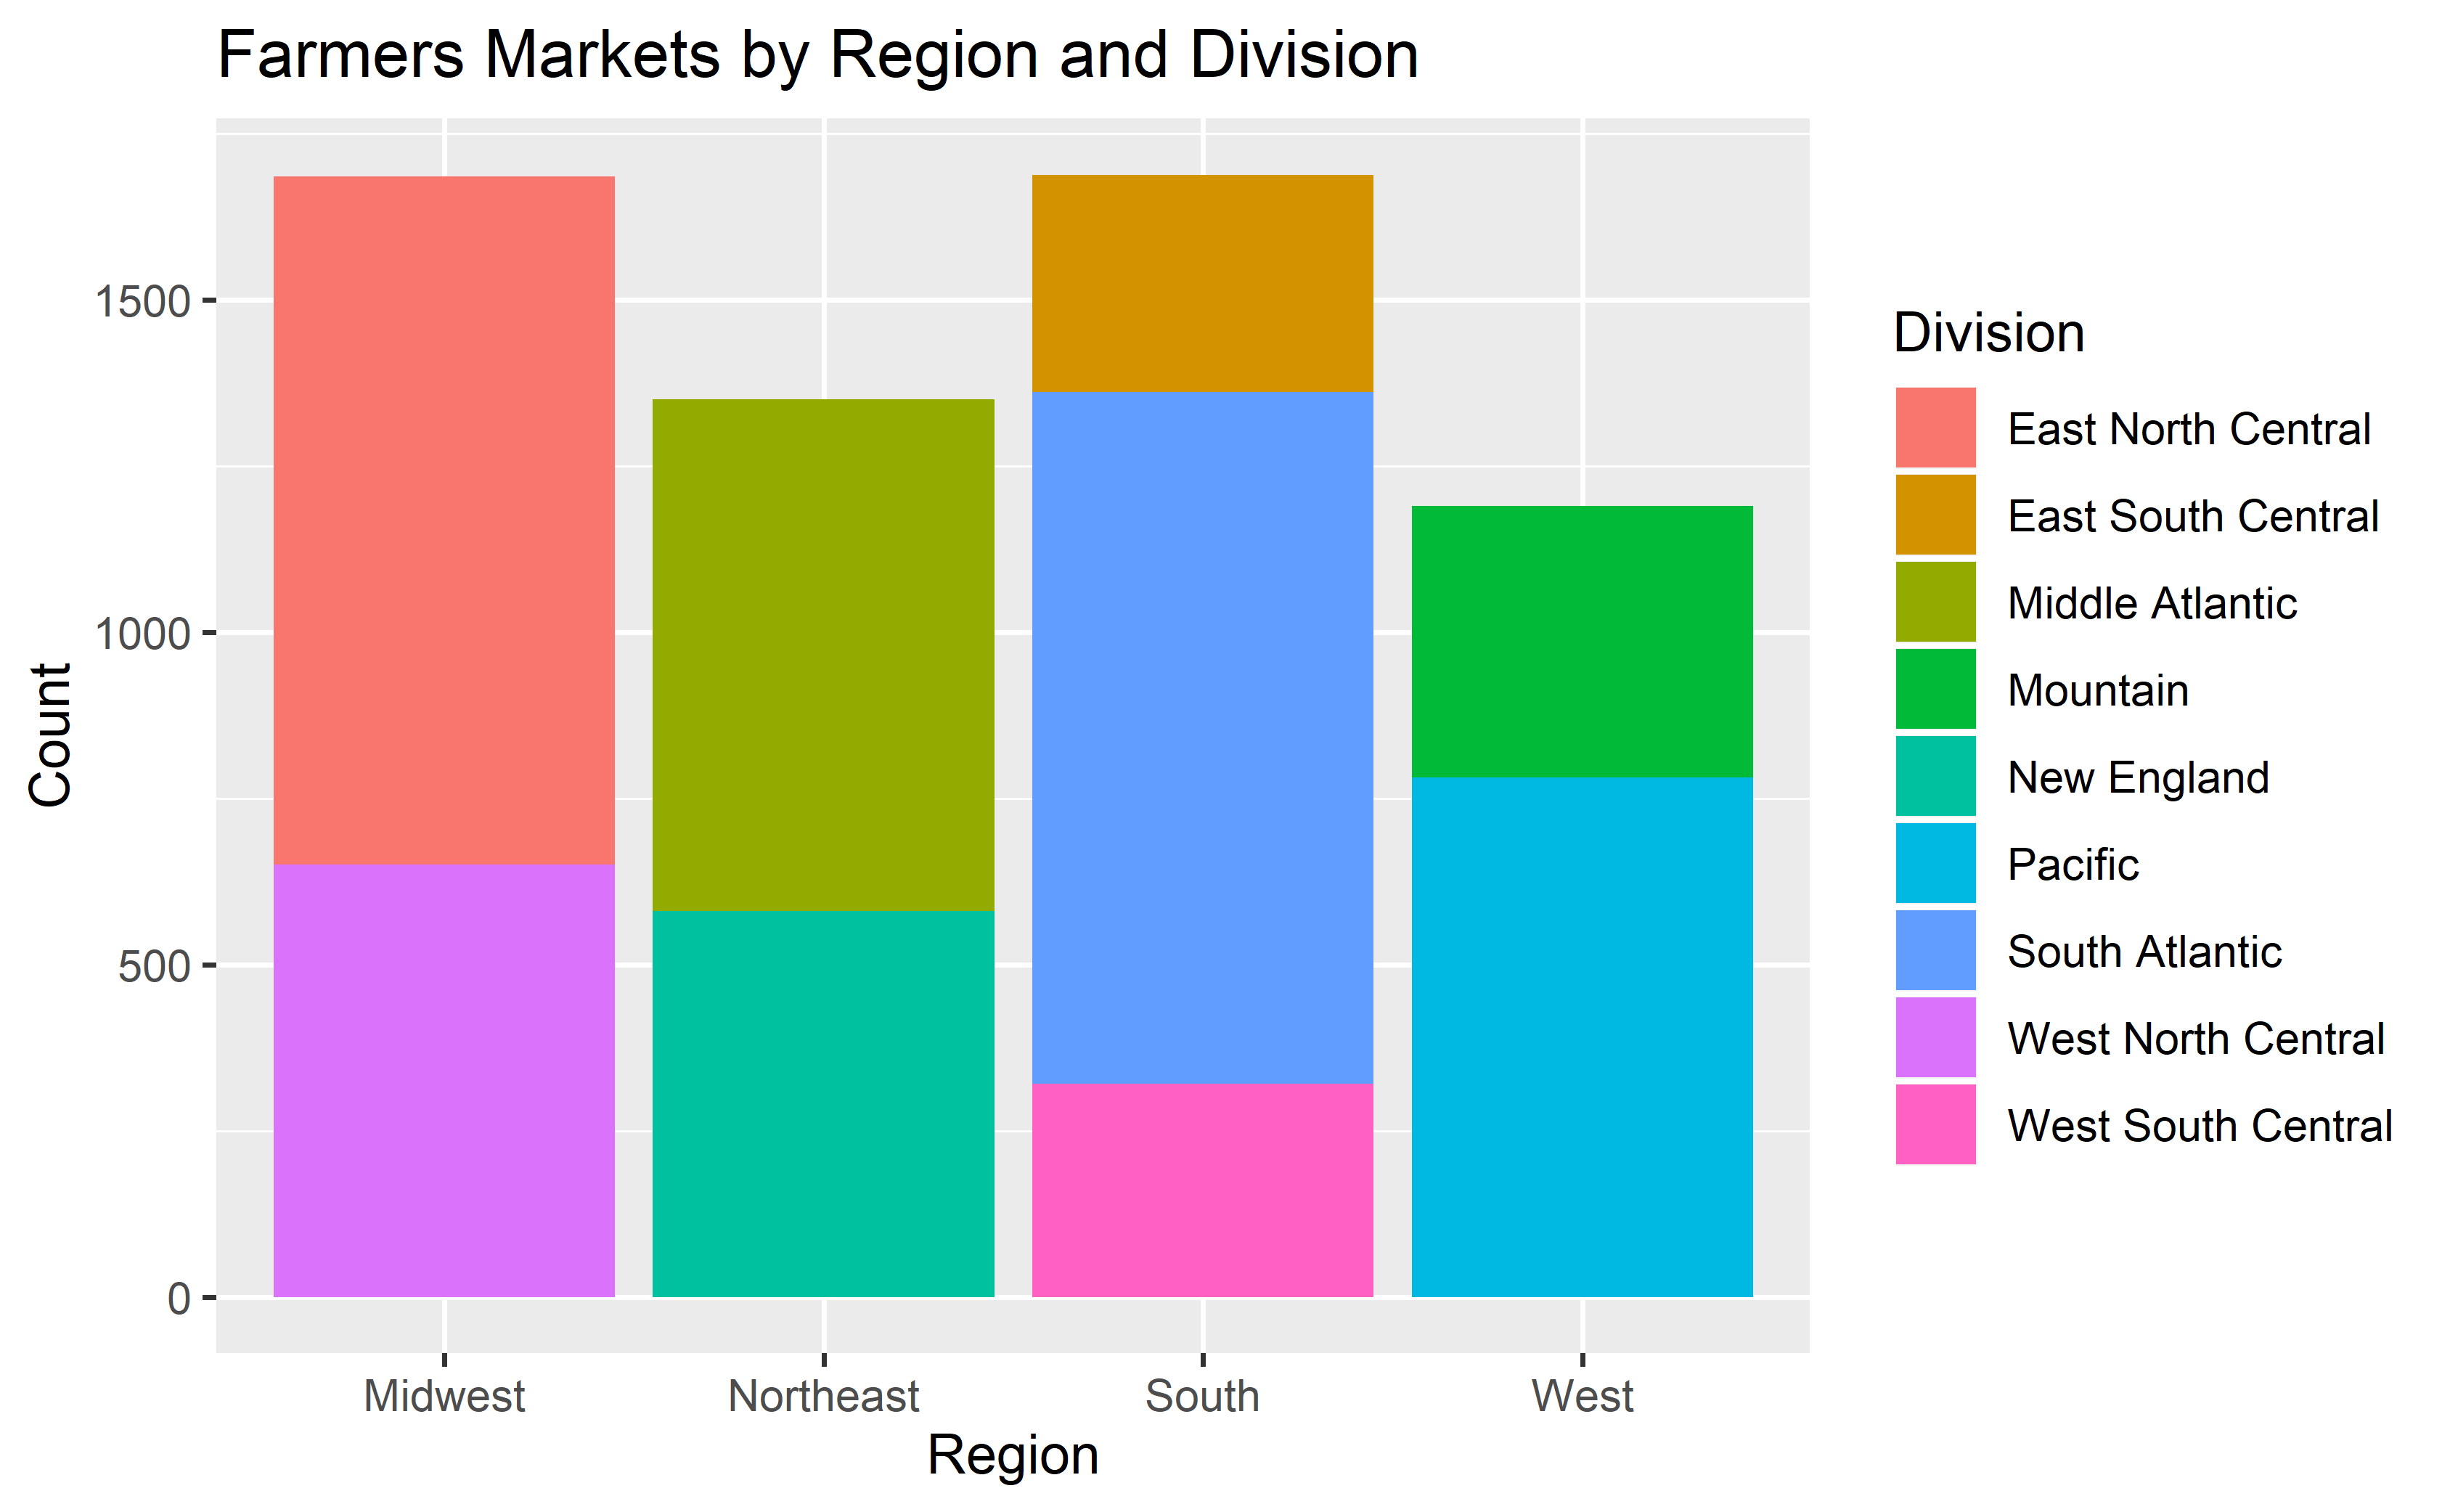 Farmers Markets by Region and Division
Count
1500
1000
500
0
Midwest
Northeast
South
West
Region
Division
East North Central
East South Central
Middle Atlantic
Mountain
New England
Pacific
South Atlantic
West North Central
West South Central